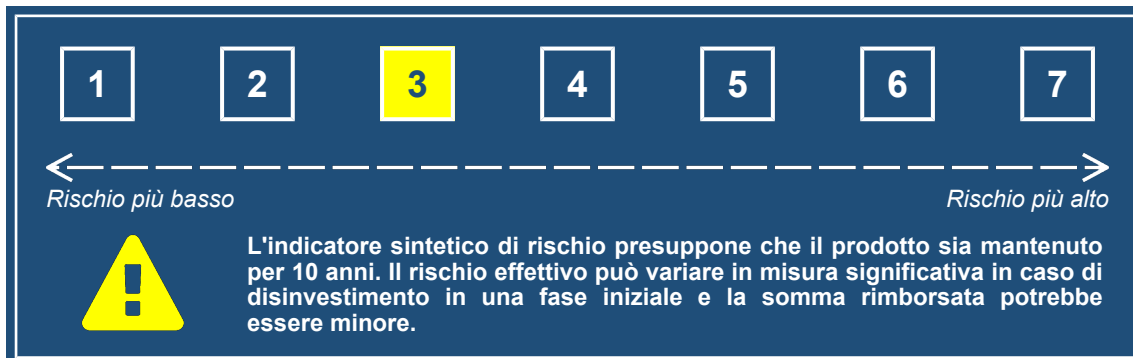 1 2 3 4 5 6 7
Rischio più basso Rischio più alto
L'indicatore sintetico di rischio presuppone che il prodotto sia mantenuto
per 10 anni. Il rischio effettivo può variare in misura significativa in caso di
disinvestimento in una fase iniziale e la somma rimborsata potrebbe
essere minore.